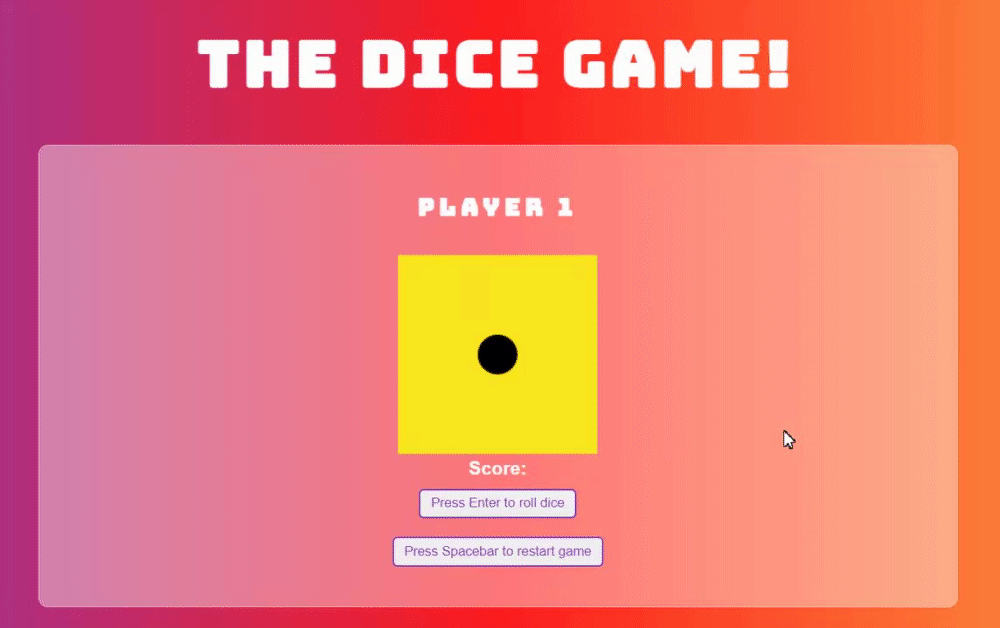 THE DICE GAME!
PLAYER 1
Score:
Press Enter to roll dice
Press Spacebar to restart game